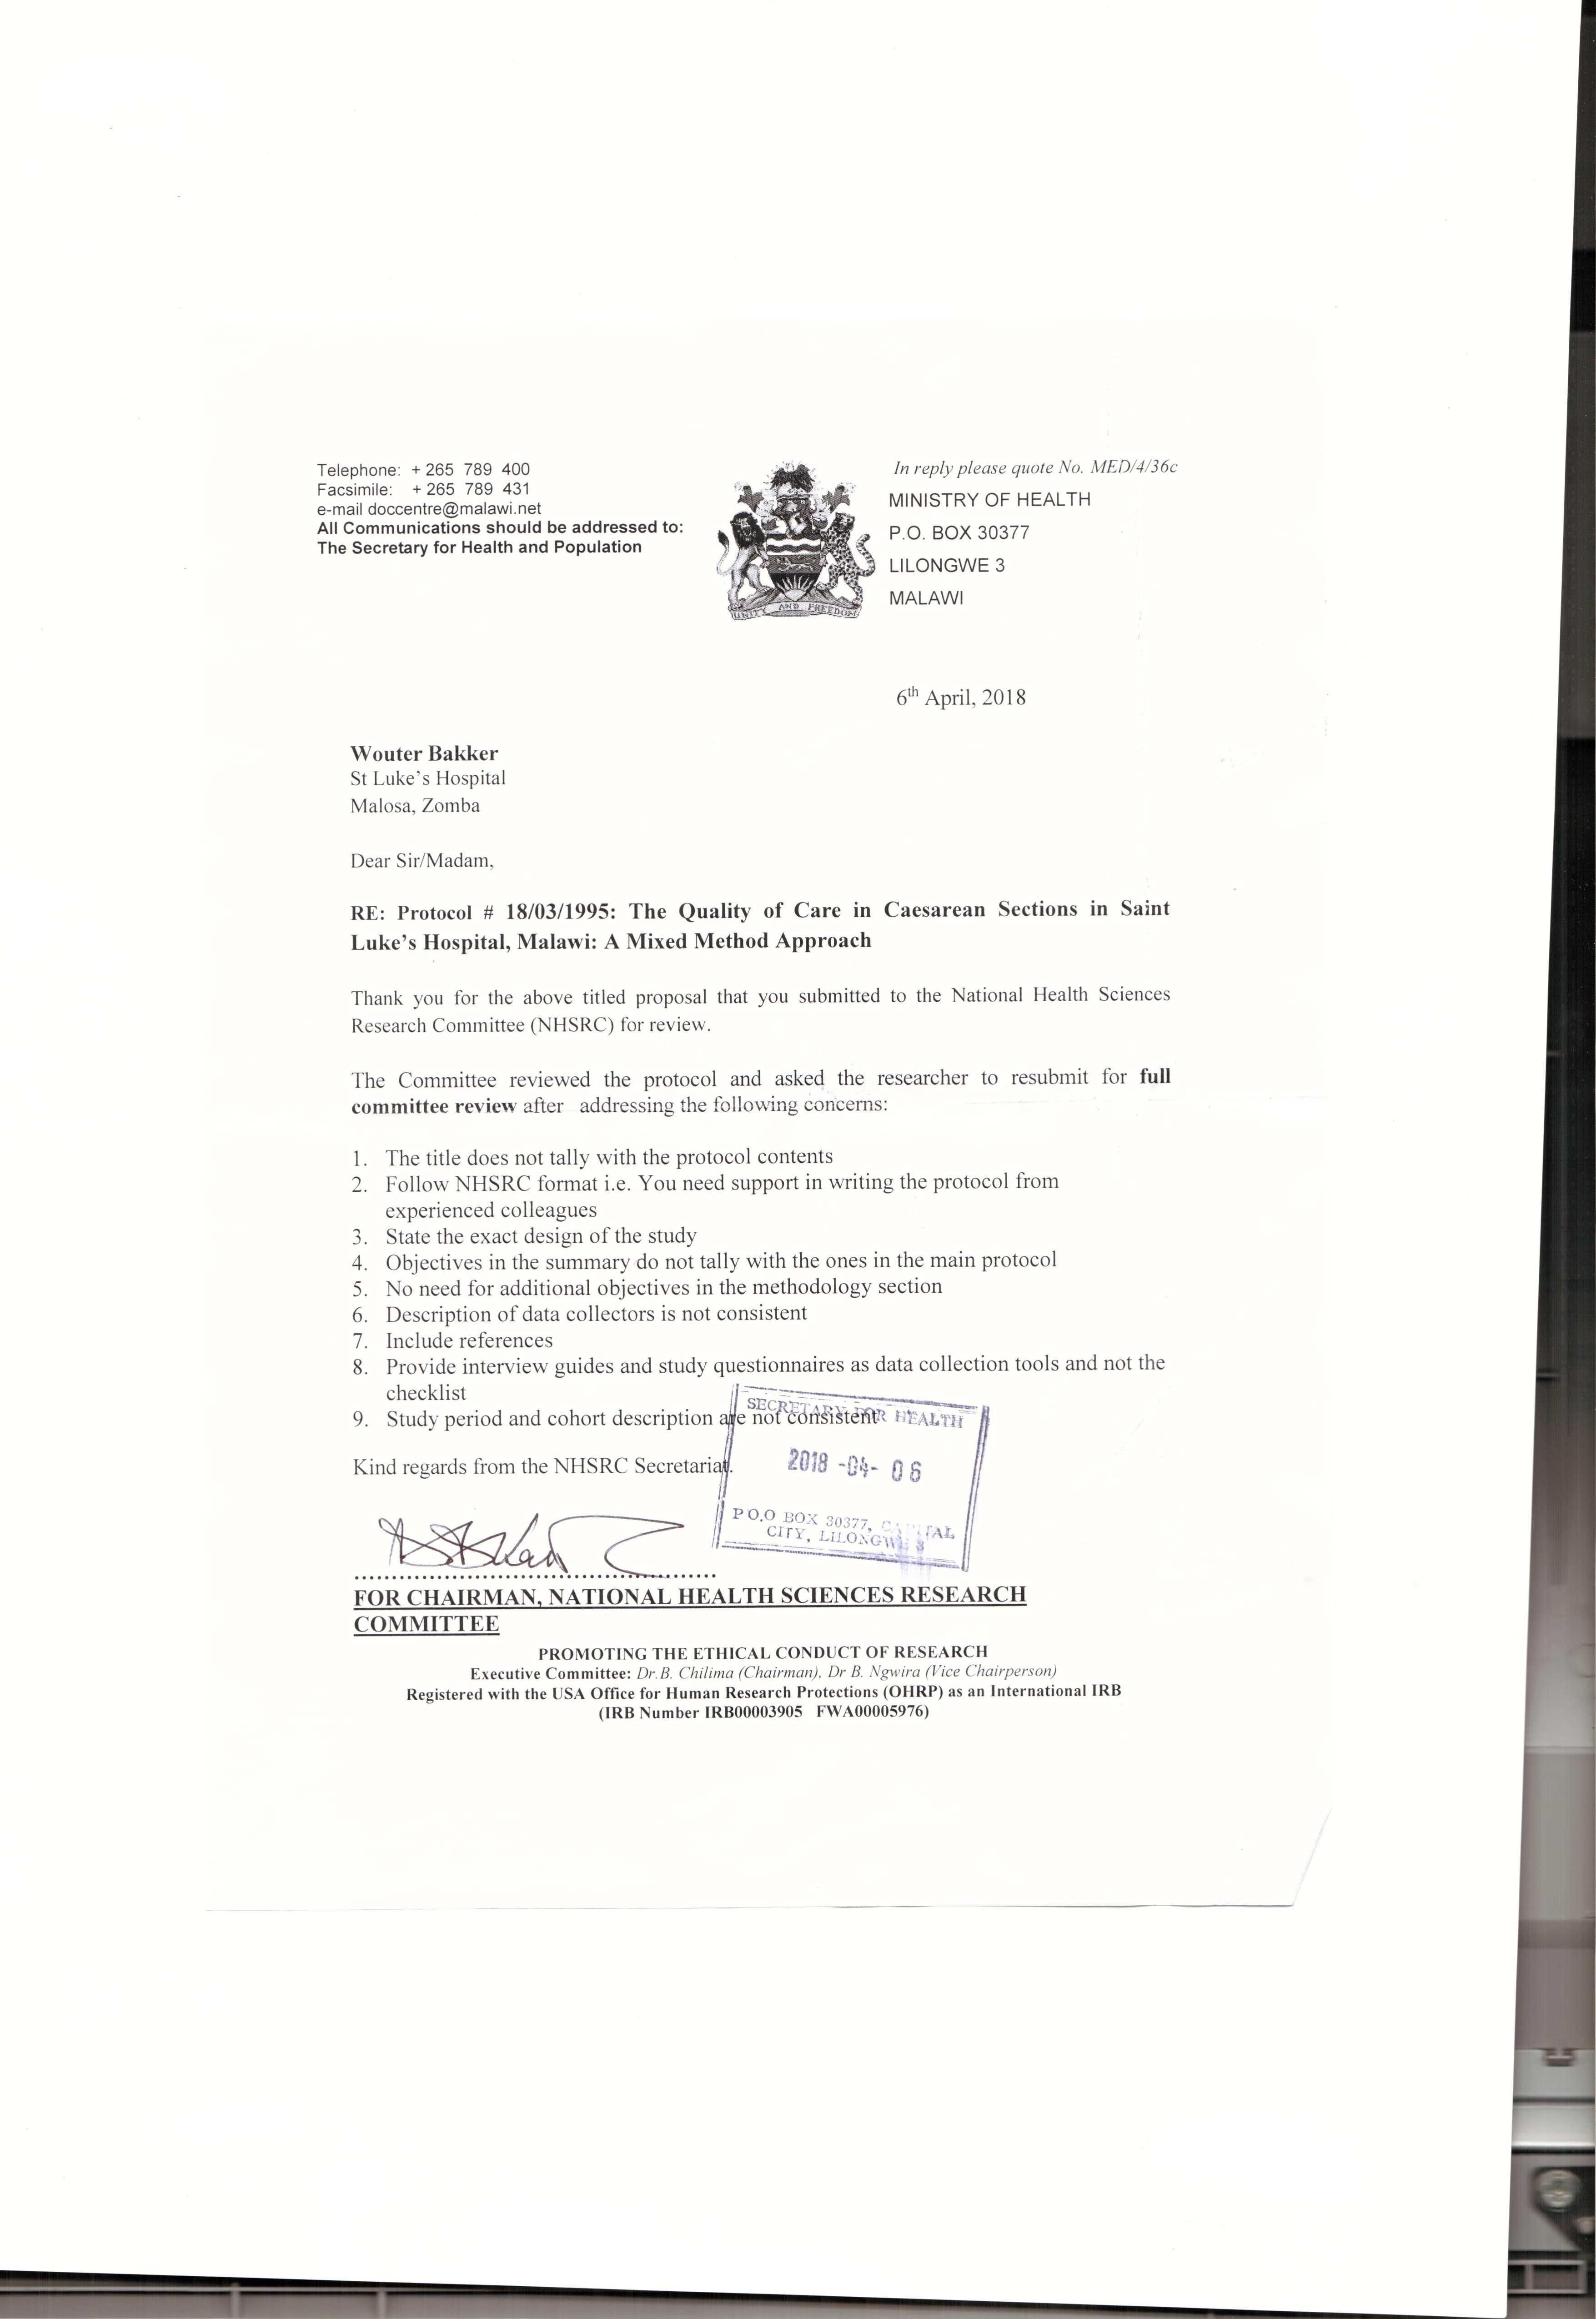 Telephone: + 265 789 400
Facsimile: + 265 789 431
e-mail doccentre@malawi.net
All Communications should be addressed to:
The Secretary for Health and Population
UNITY AND FREEDOM
In reply please quote No. MED/4/36c
MINISTRY OF HEALTH
P.O. BOX 30377
LILONGWE 3
MALAWI
6th April, 2018
Wouter Bakker
St Luke's Hospital
Malosa, Zomba
Dear Sir/Madam,
RE: Protocol # 18/03/1995: The Quality of Care in Caesarean Sections in Saint
Luke's Hospital, Malawi: A Mixed Method Approach
Thank you for the above titled proposal that you submitted to the National Health Sciences
Research Committee (NHSRC) for review.
The Committee reviewed the protocol and asked the researcher to resubmit for full
committee review after addressing the following concerns:
1. The title does not tally with the protocol contents
2. Follow NHSRC format i.e. You need support in writing the protocol from
experienced colleagues
3. State the exact design of the study
4. Objectives in the summary do not tally with the ones in the main protocol
5. No need for additional objectives in the methodology section
6. Description of data collectors is not consistent
7. Include references
8. Provide interview guides and study questionnaires as data collection tools and not the
checklist
9. Study period and cohort description are not consistent
Kind regards from the NHSRC Secretariat.
SECRETARY FOR HEALTH
2018 -04- 06
P O.O BOX 30377, CAPITAL
CITY, LILONGWE 3
FOR CHAIRMAN, NATIONAL HEALTH SCIENCES RESEARCH
COMMITTEE
PROMOTING THE ETHICAL CONDUCT OF RESEARCH
Executive Committee: Dr.B. Chilima (Chairman), Dr B. Ngwira (Vice Chairperson)
Registered with the USA Office for Human Research Protections (OHRP) as an International IRB
(IRB Number IRB00003905 FWA00005976)